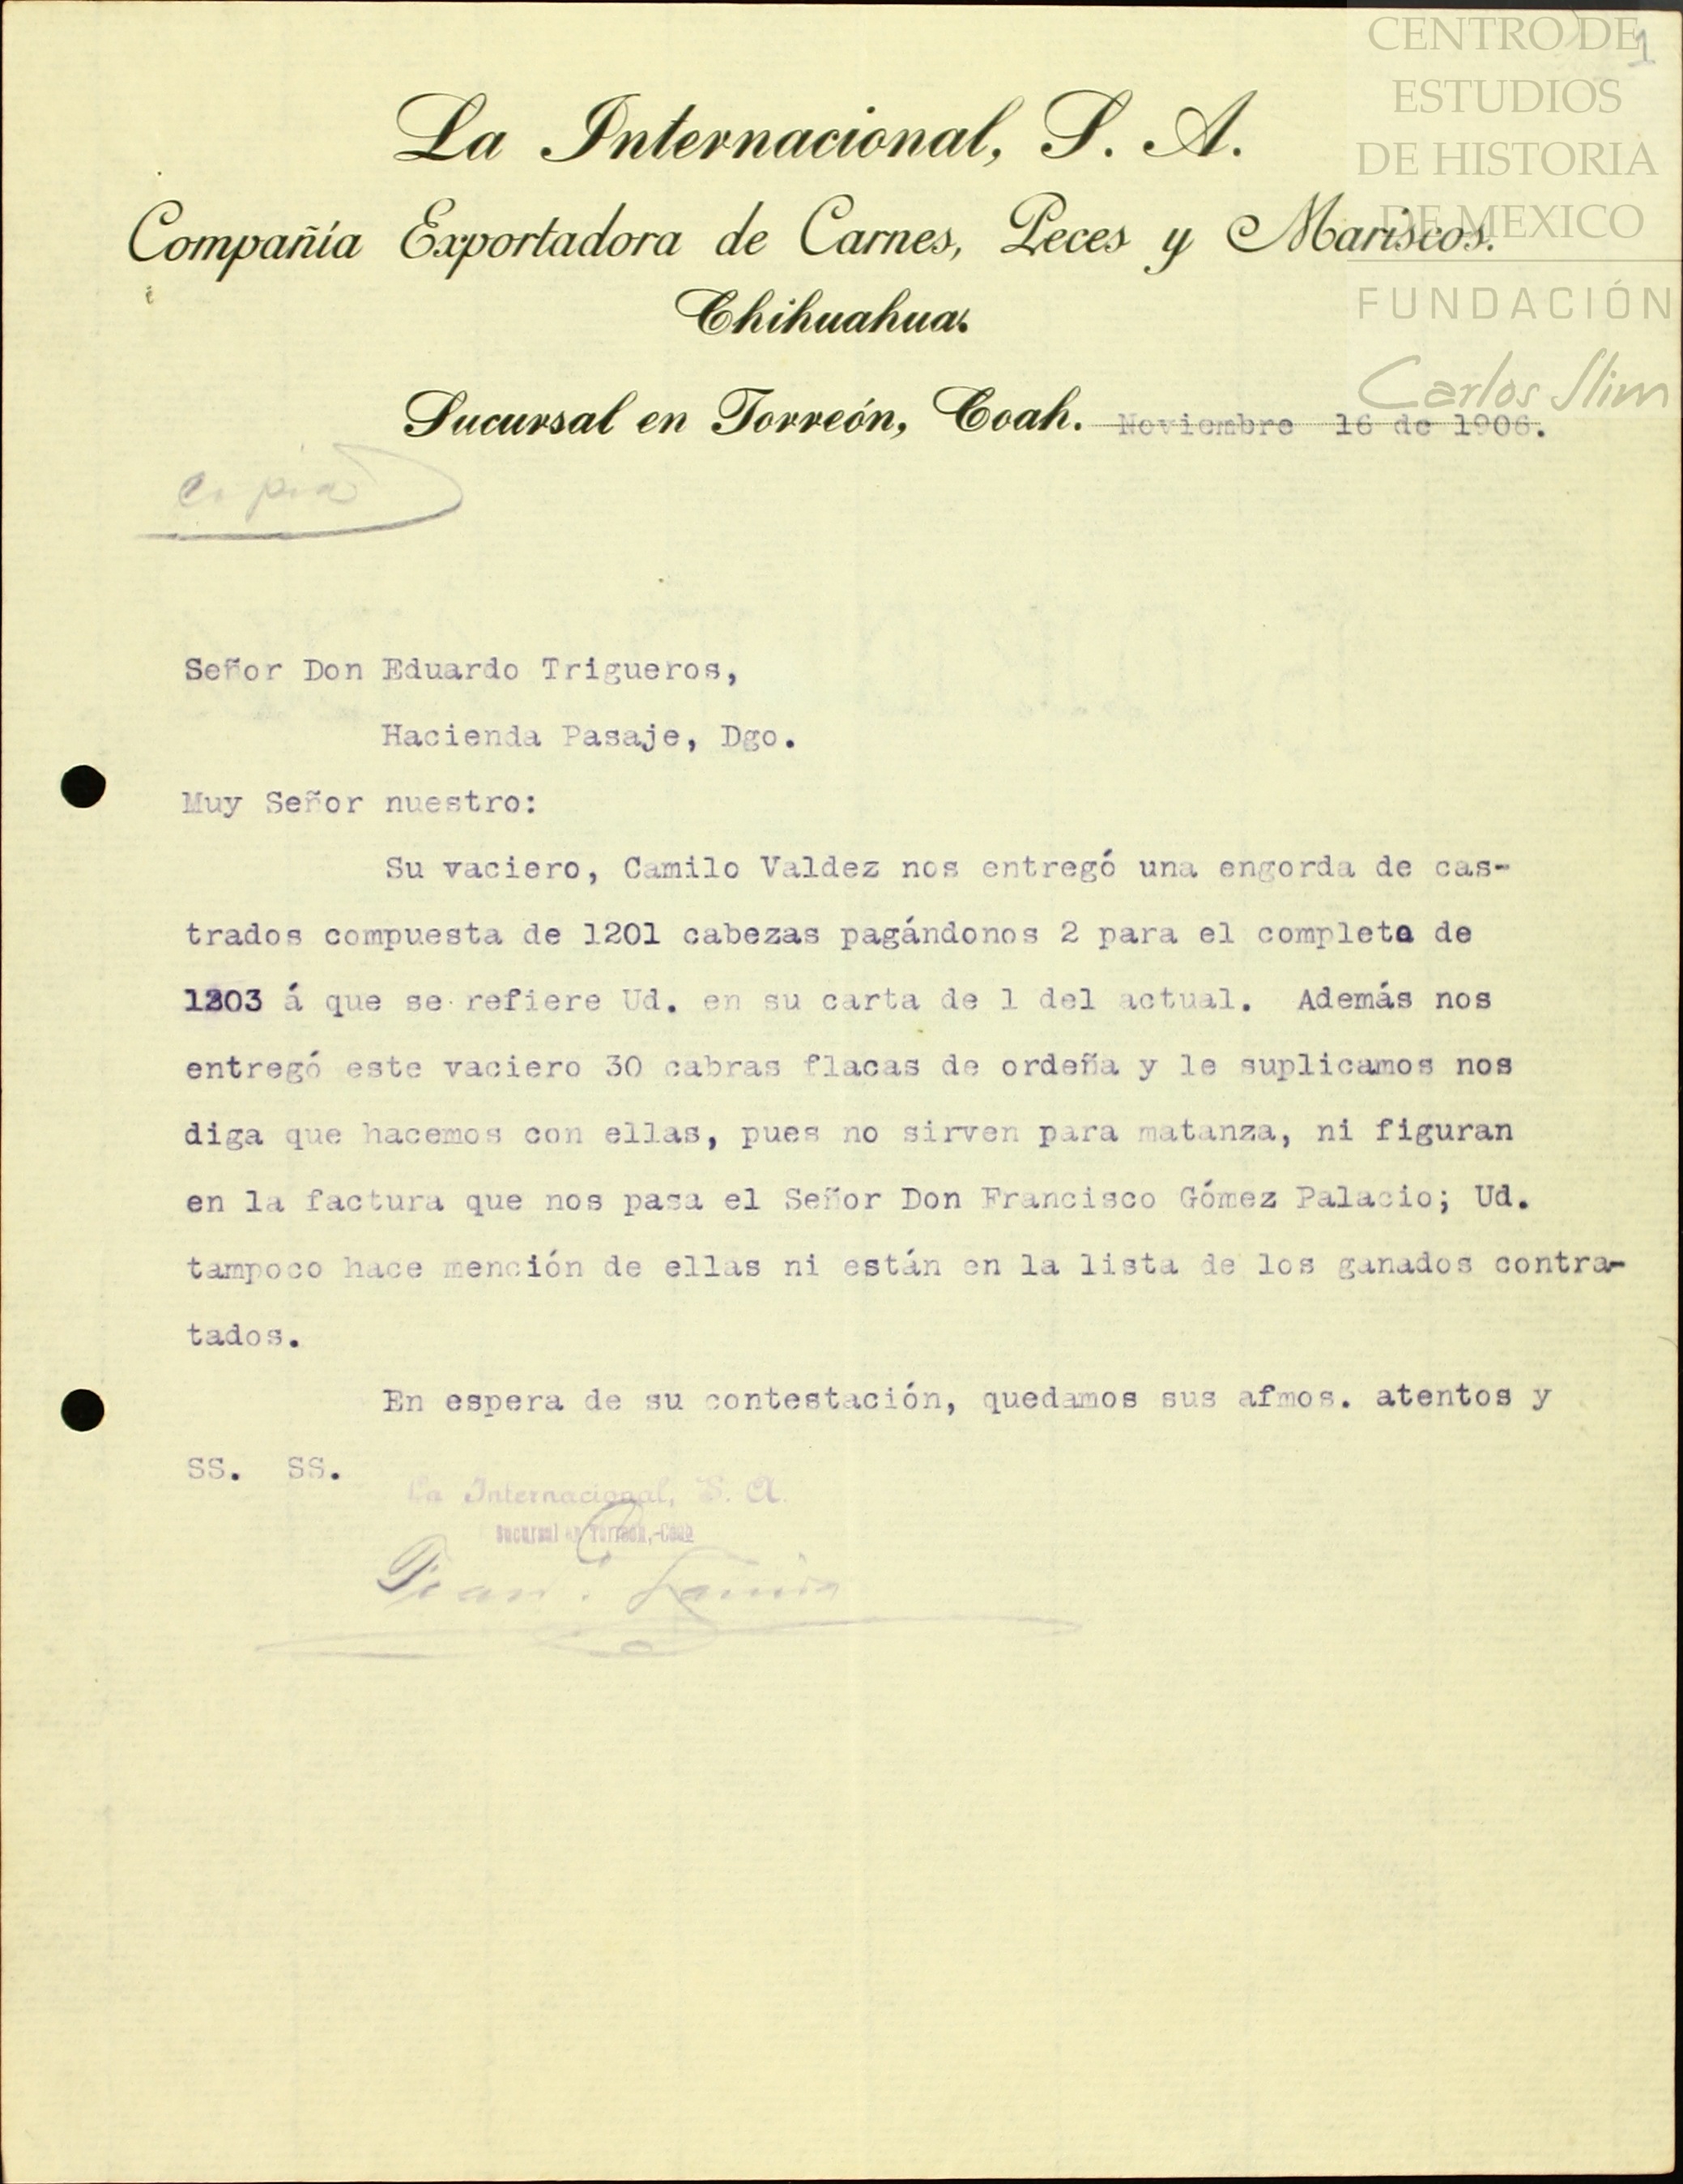 CENTRO DE
ESTUDIOS
DE HISTORIA
DE MEXICO
FUNDACIÓN
Carlos Slim
1
La Internacional, S. A.
Compañía Exportadora de Carnes, Peces y Mariscos.
Chihuahua.
Sucursal en Torreón, Coah. Noviembre 16 de 1906.
Copia
Señor Don Eduardo Trigueros,
Hacienda Pasaje, Dgo.
Muy Señor nuestro:
Su vaciero, Camilo Valdez nos entregó una engorda de cas-
trados compuesta de 1201 cabezas pagándonos 2 para el completo de
1203 á que se refiere Ud. en su carta de 1 del actual. Además nos
entregó este vaciero 30 cabras flacas de ordeña y le suplicamos nos
diga que hacemos con ellas, pues no sirven para matanza, ni figuran
en la factura que nos pasa el Señor Don Francisco Gómez Palacio; Ud.
tampoco hace mención de ellas ni están en la lista de los ganados contra-
tados.
En espera de su contestación, quedamos sus afmos. atentos y
SS. SS.
La Internacional, S. A.
Sucursal en Torreón,-Coah